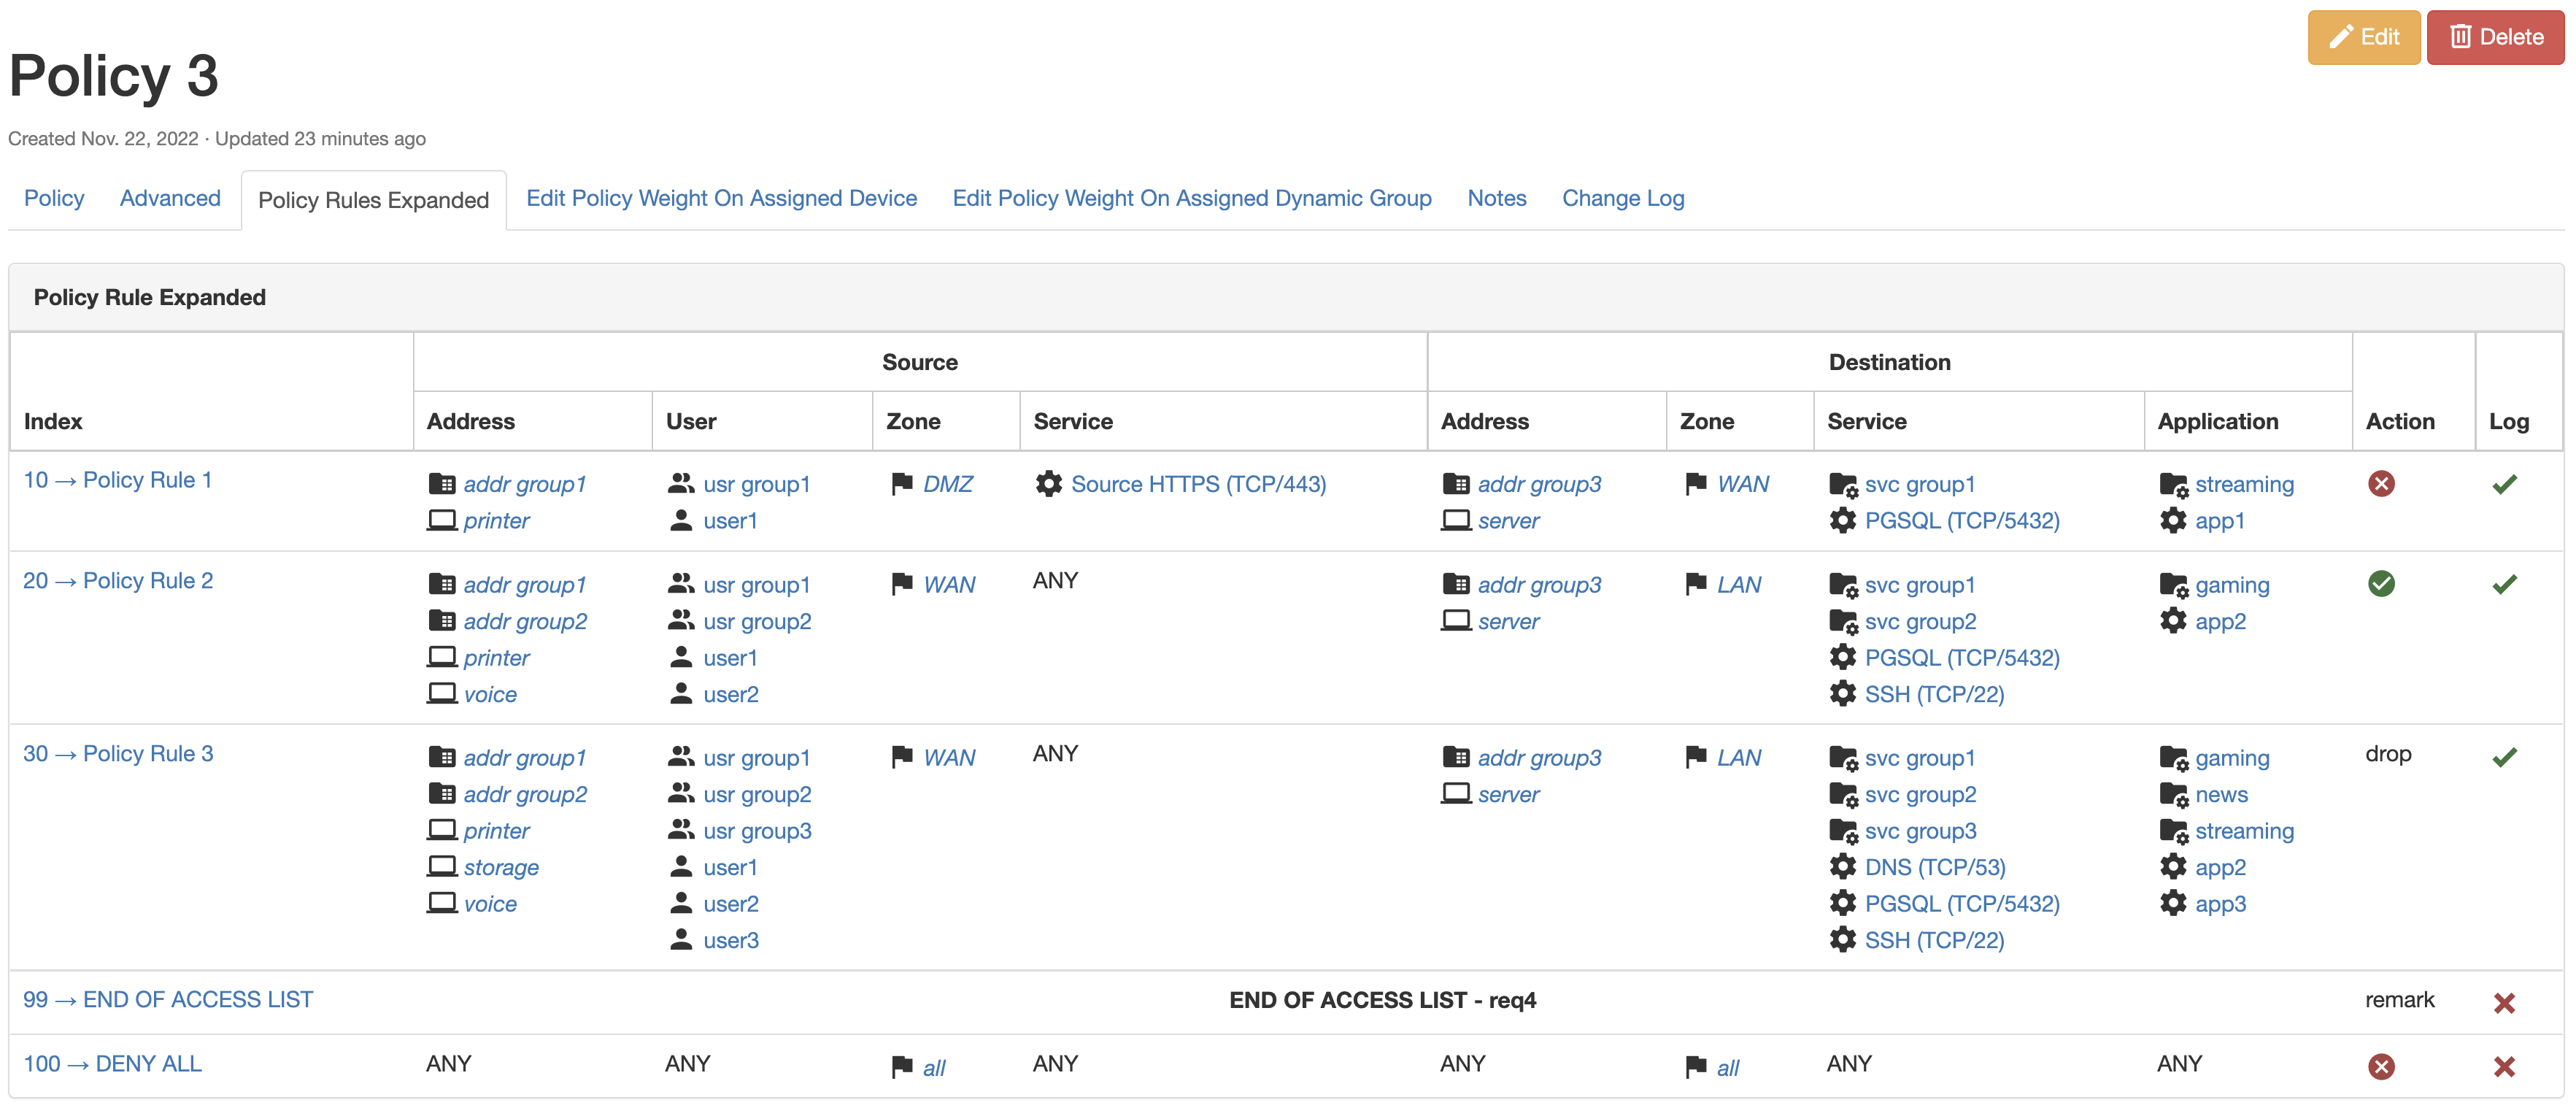 Edit Delete
Policy 3
Created Nov. 22, 2022 · Updated 23 minutes ago
Policy Advanced Policy Rules Expanded Edit Policy Weight On Assigned Device Edit Policy Weight On Assigned Dynamic Group Notes Change Log
Policy Rule Expanded
Source Destination
Index Address User Zone Service Address Zone Service Application Action Log
10 → Policy Rule 1 addr group1 usr group1 DMZ Source HTTPS (TCP/443) addr group3 WAN svc group1 streaming
printer user1 server PGSQL (TCP/5432) app1
20 → Policy Rule 2 addr group1 usr group1 WAN ANY addr group3 LAN svc group1 gaming
addr group2 usr group2 server svc group2 app2
printer user1 PGSQL (TCP/5432)
voice user2 SSH (TCP/22)
30 → Policy Rule 3 addr group1 usr group1 WAN ANY addr group3 LAN svc group1 gaming drop
addr group2 usr group2 server svc group2 news
printer usr group3 svc group3 streaming
storage user1 DNS (TCP/53) app2
voice user2 PGSQL (TCP/5432) app3
user3 SSH (TCP/22)
99 → END OF ACCESS LIST END OF ACCESS LIST - req4 remark
100 → DENY ALL ANY ANY all ANY ANY all ANY ANY